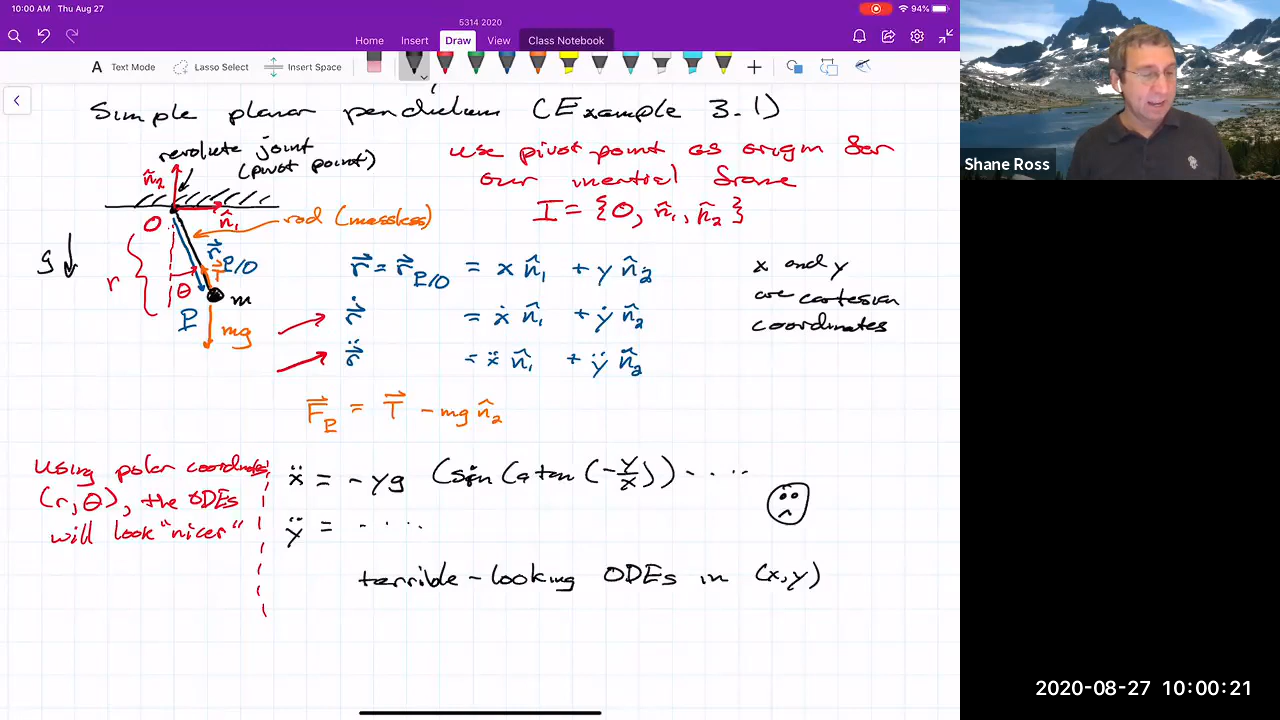 10:00 AM Thu Aug 27
94%
5314 2020
Home Insert Draw View Class Notebook
Text Mode Lasso Select Insert Space
Simple planar pendulum (Example 3.1)
revolute joint
(pivot point)
n̂₂
O
n̂₁
rod (massless)
g
r
θ
r⃗ P/O
T⃗
m
P
mg
use pivot point as origin for
our inertial frame
I = {O, n̂₁, n̂₂}
r⃗ = r⃗ P/O = x n̂₁ + y n̂₂
ṙ⃗ = ẋ n̂₁ + ẏ n̂₂
r̈⃗ = ẍ n̂₁ + ÿ n̂₂
x and y
are cartesian
coordinates
F⃗ P = T⃗ - mg n̂₂
using polar coordinates
(r, θ), the ODEs
will look "nicer"
ẍ = - yg (sin(atan(-y/x)) ....
ÿ = ....
terrible-looking ODEs in (x,y)
Shane Ross
2020-08-27 10:00:21